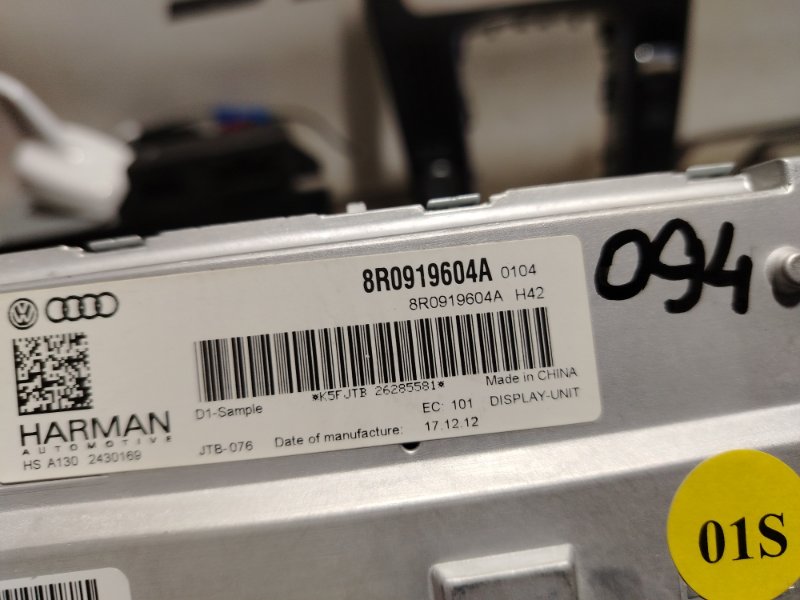 8R0919604A 0104
8R0919604A H42
094
*K5FJTB 26285581*
Made in CHINA
D1-Sample
EC: 101
DISPLAY-UNIT
HARMAN
AUTOMOTIVE
HS A130 2430169
JTB-076
Date of manufacture: 17.12.12
01S